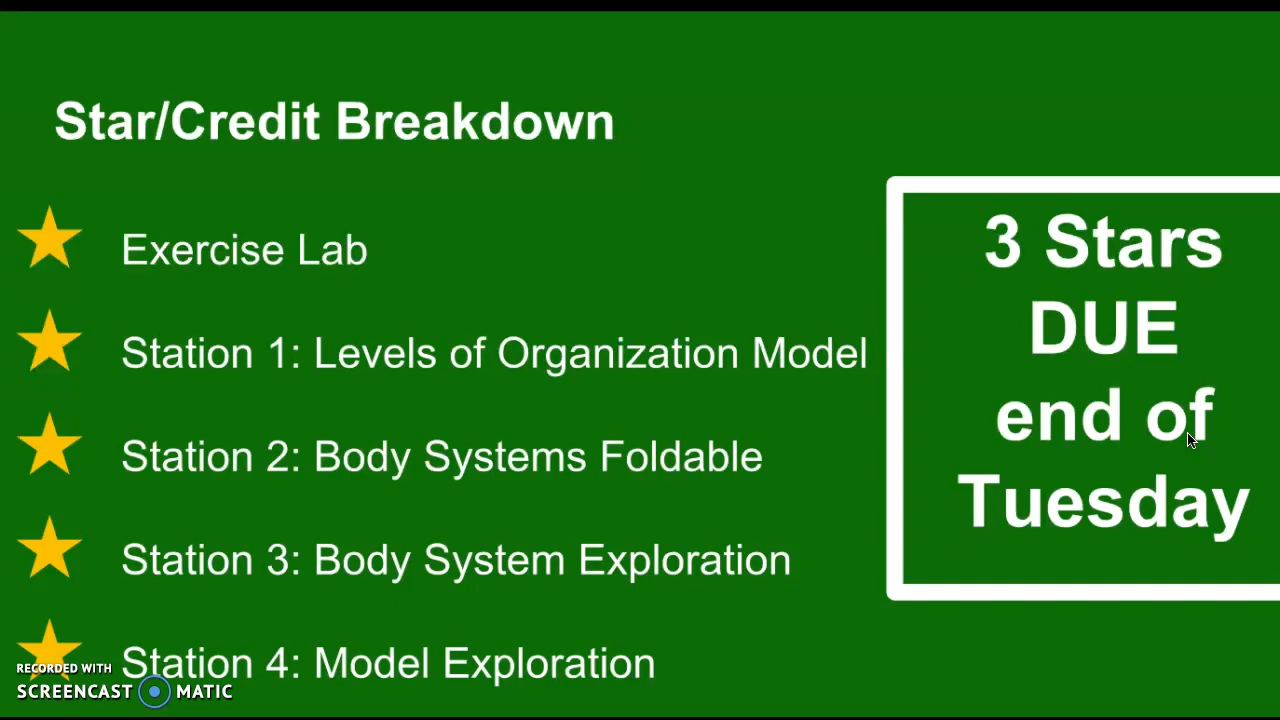 Star/Credit Breakdown
Exercise Lab
Station 1: Levels of Organization Model
Station 2: Body Systems Foldable
Station 3: Body System Exploration
Station 4: Model Exploration
3 Stars
DUE
end of
Tuesday
RECORDED WITH
SCREENCAST MATIC